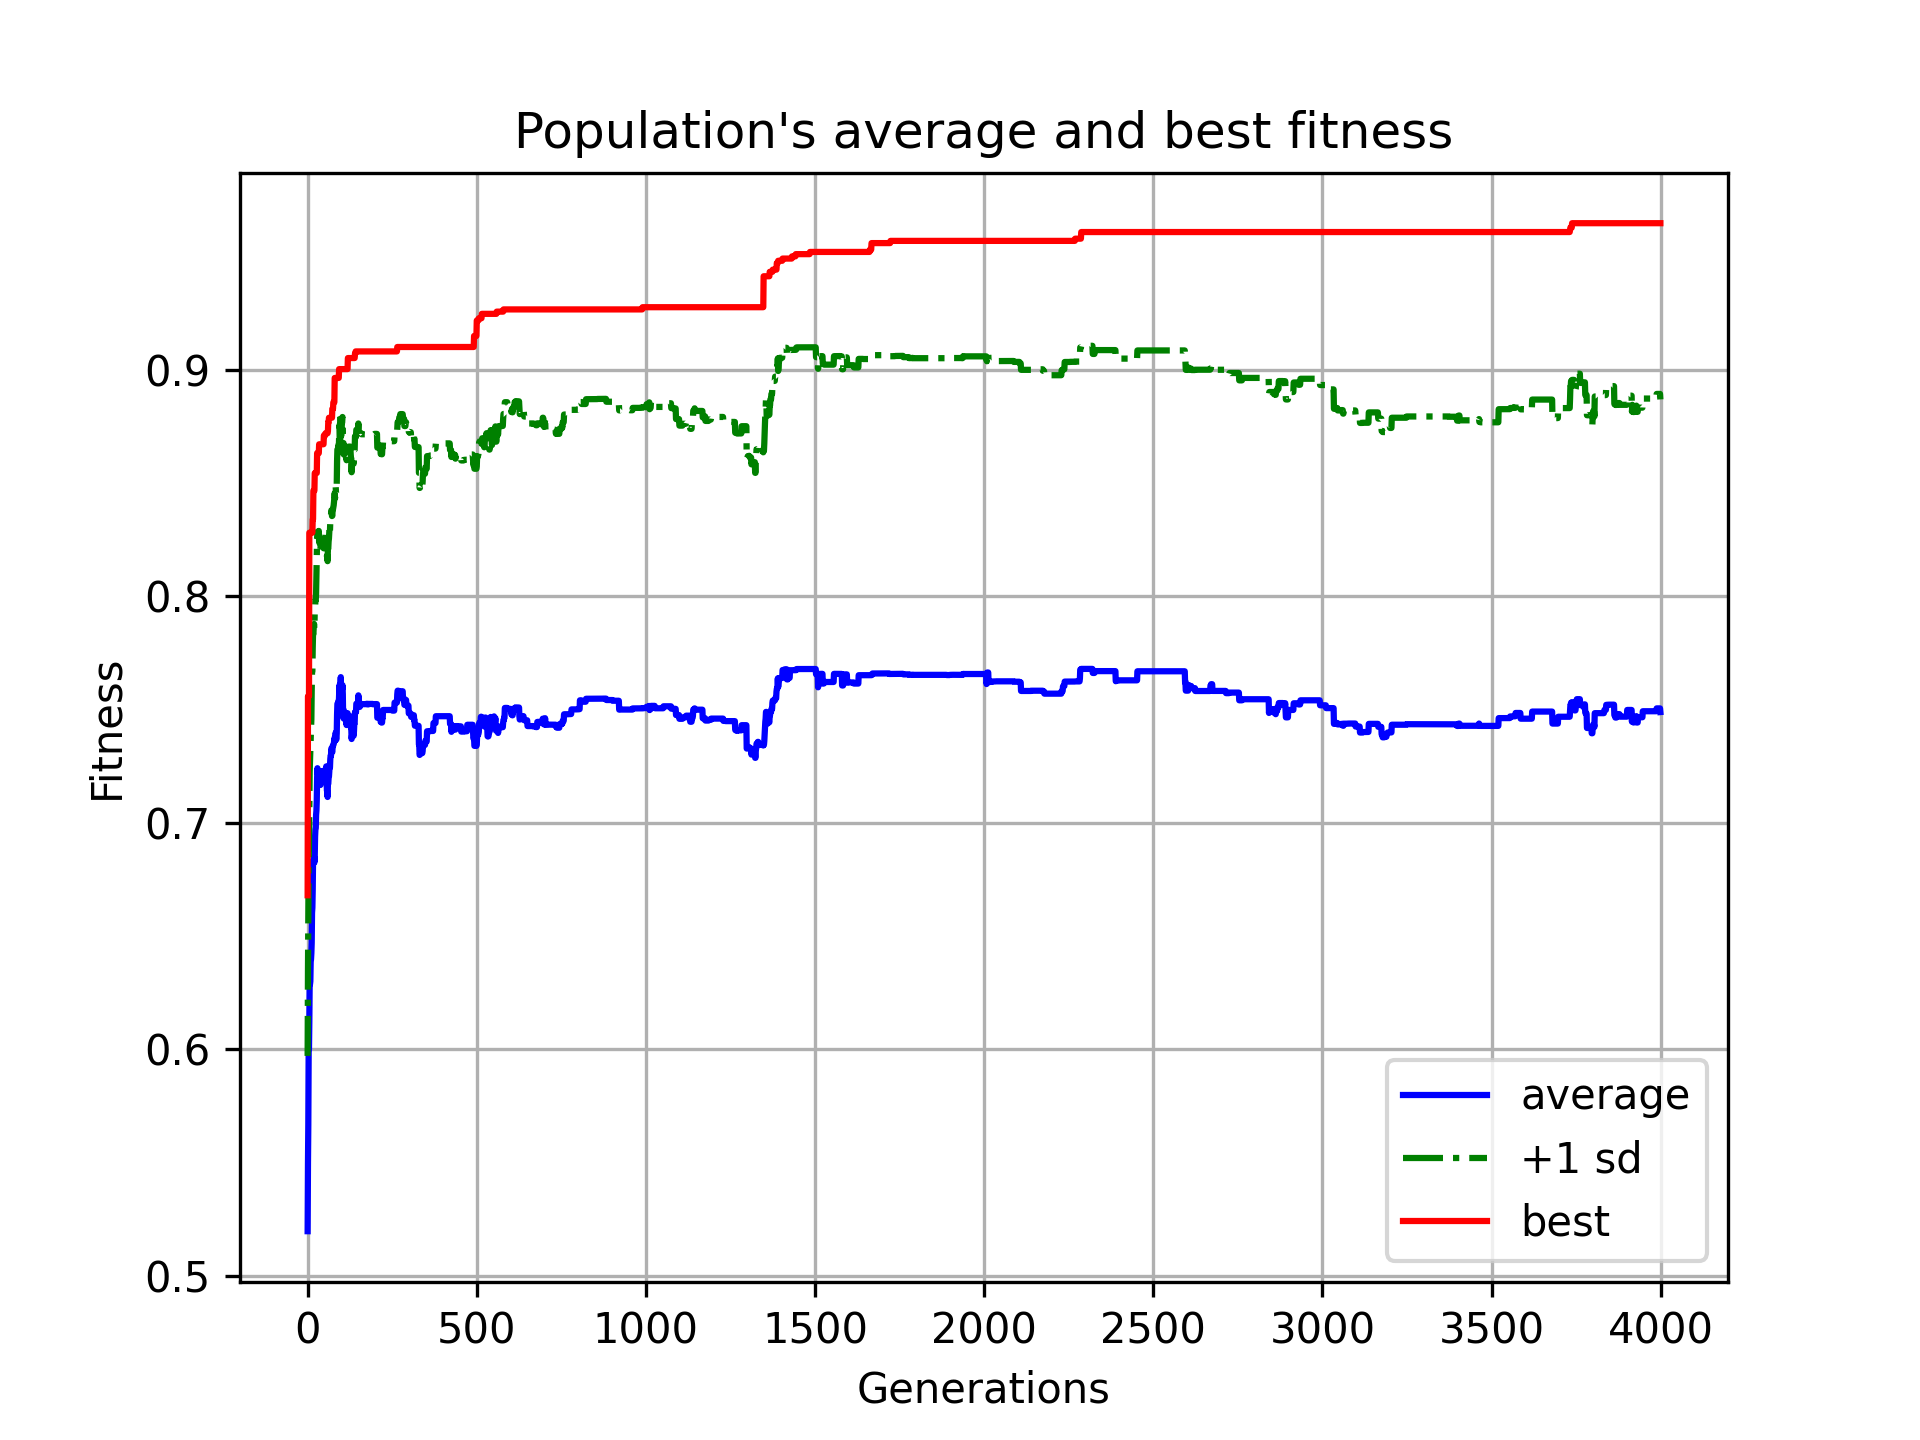 Population's average and best fitness
Fitness
0.9
0.8
0.7
0.6
0.5
0 500 1000 1500 2000 2500 3000 3500 4000
Generations
average
+1 sd
best